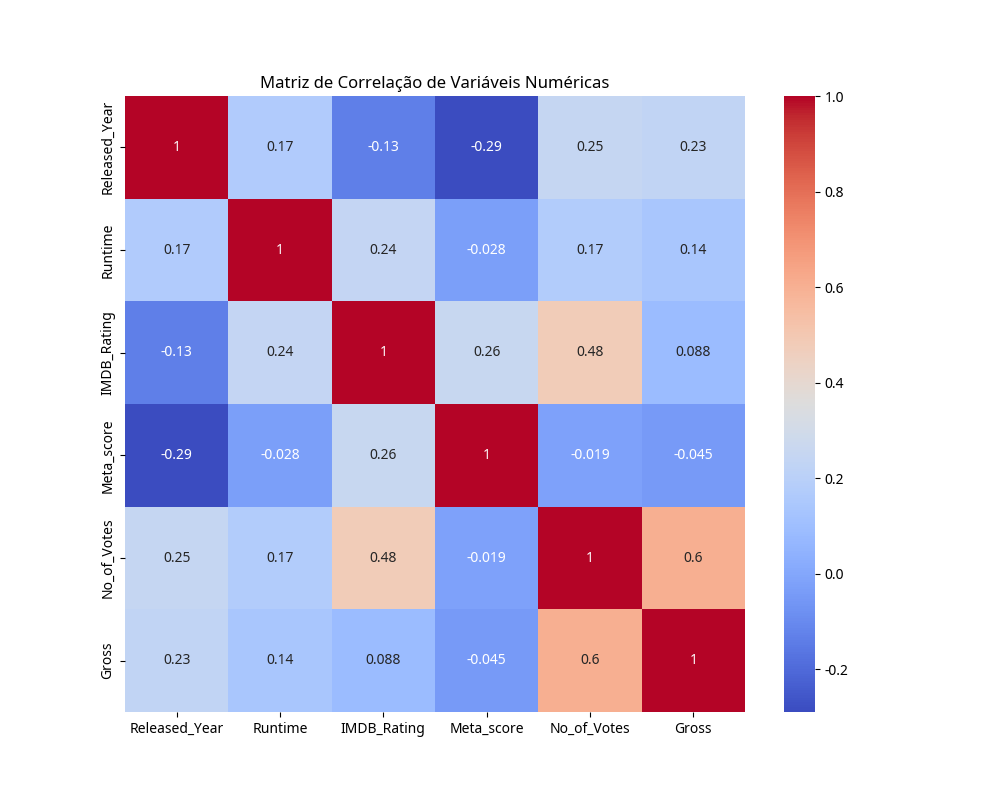 Matriz de Correlação de Variáveis Numéricas
Released_Year 1 0.17 -0.13 -0.29 0.25 0.23
Runtime 0.17 1 0.24 -0.028 0.17 0.14
IMDB_Rating -0.13 0.24 1 0.26 0.48 0.088
Meta_score -0.29 -0.028 0.26 1 -0.019 -0.045
No_of_Votes 0.25 0.17 0.48 -0.019 1 0.6
Gross 0.23 0.14 0.088 -0.045 0.6 1
Released_Year Runtime IMDB_Rating Meta_score No_of_Votes Gross
1.0
0.8
0.6
0.4
0.2
0.0
-0.2